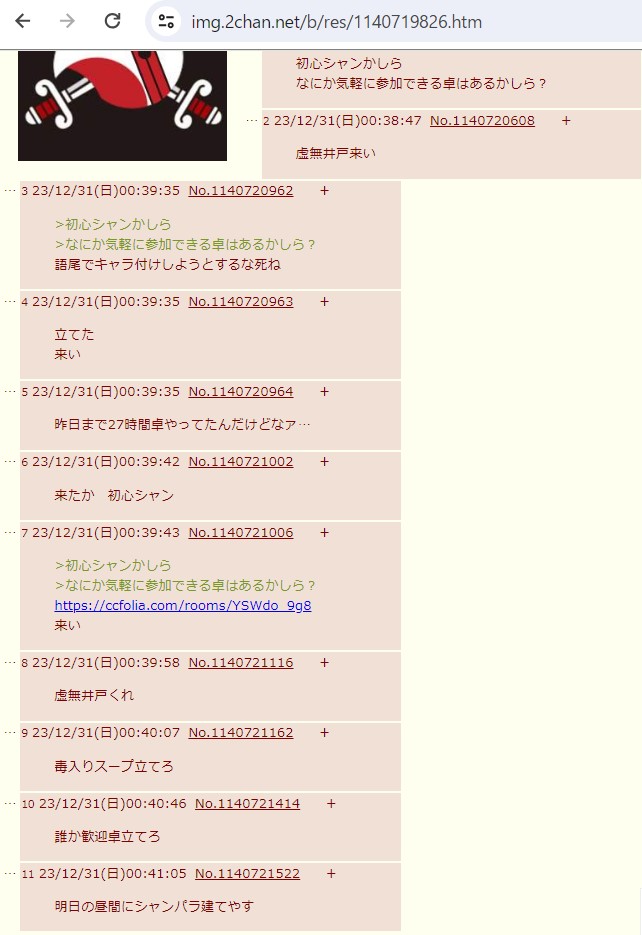 img.2chan.net/b/res/1140719826.htm
初心シャンかしら
なにか気軽に参加できる卓はあるかしら？
… 2 23/12/31(日)00:38:47 No.1140720608 +
虚無井戸来い
… 3 23/12/31(日)00:39:35 No.1140720962 +
>初心シャンかしら
>なにか気軽に参加できる卓はあるかしら？
語尾でキャラ付けしようとするな死ね
… 4 23/12/31(日)00:39:35 No.1140720963 +
立てた
来い
… 5 23/12/31(日)00:39:35 No.1140720964 +
昨日まで27時間卓やってたんだけどなァ…
… 6 23/12/31(日)00:39:42 No.1140721002 +
来たか　初心シャン
… 7 23/12/31(日)00:39:43 No.1140721006 +
>初心シャンかしら
>なにか気軽に参加できる卓はあるかしら？
https://ccfolia.com/rooms/YSWdo_9g8
来い
… 8 23/12/31(日)00:39:58 No.1140721116 +
虚無井戸くれ
… 9 23/12/31(日)00:40:07 No.1140721162 +
毒入りスープ立てろ
… 10 23/12/31(日)00:40:46 No.1140721414 +
誰か歓迎卓立てろ
… 11 23/12/31(日)00:41:05 No.1140721522 +
明日の昼間にシャンパラ建てやす